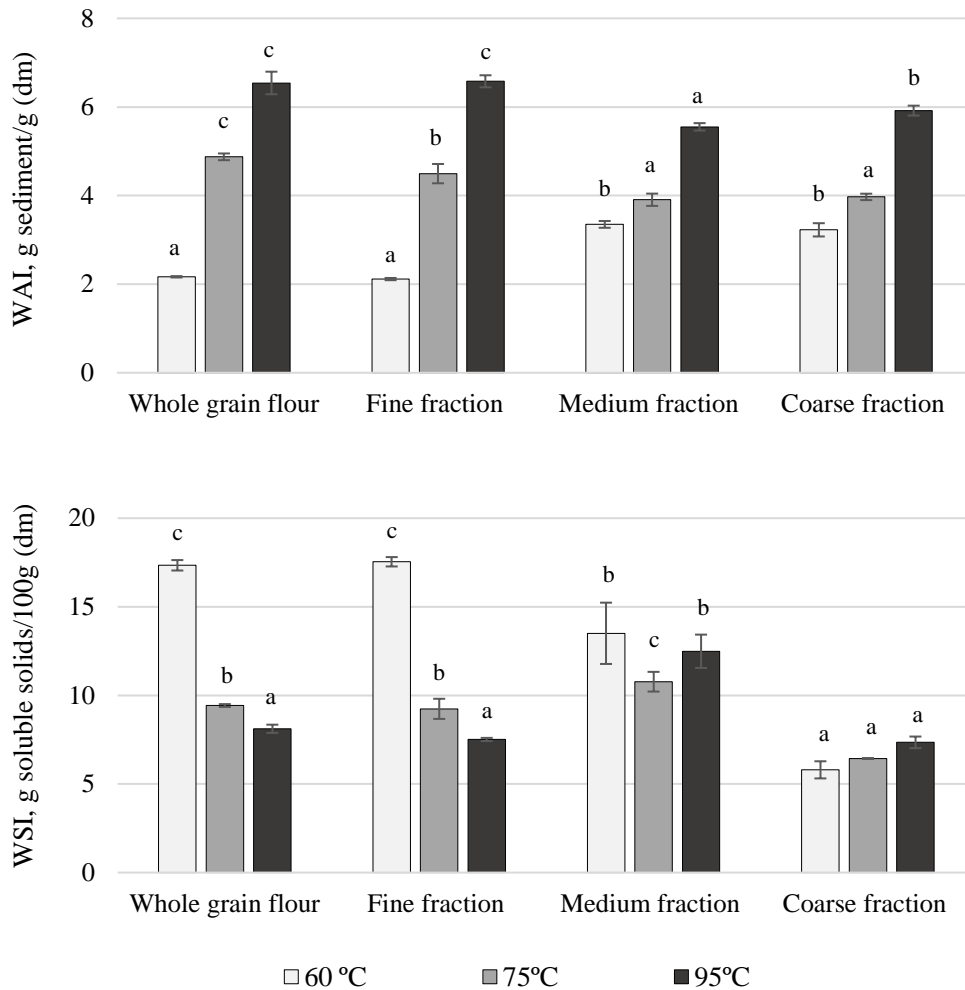 8
c
c
b
c
a
b
6
a
a
b
b
4
a
a
2
0
WAI, g sediment/g (dm)
Whole grain flour Fine fraction Medium fraction Coarse fraction
20
c
c
b
b
c
15
b
b
a
a
10
a
a
a
5
0
WSI, g soluble solids/100g (dm)
Whole grain flour Fine fraction Medium fraction Coarse fraction
60 ºC 75ºC 95ºC